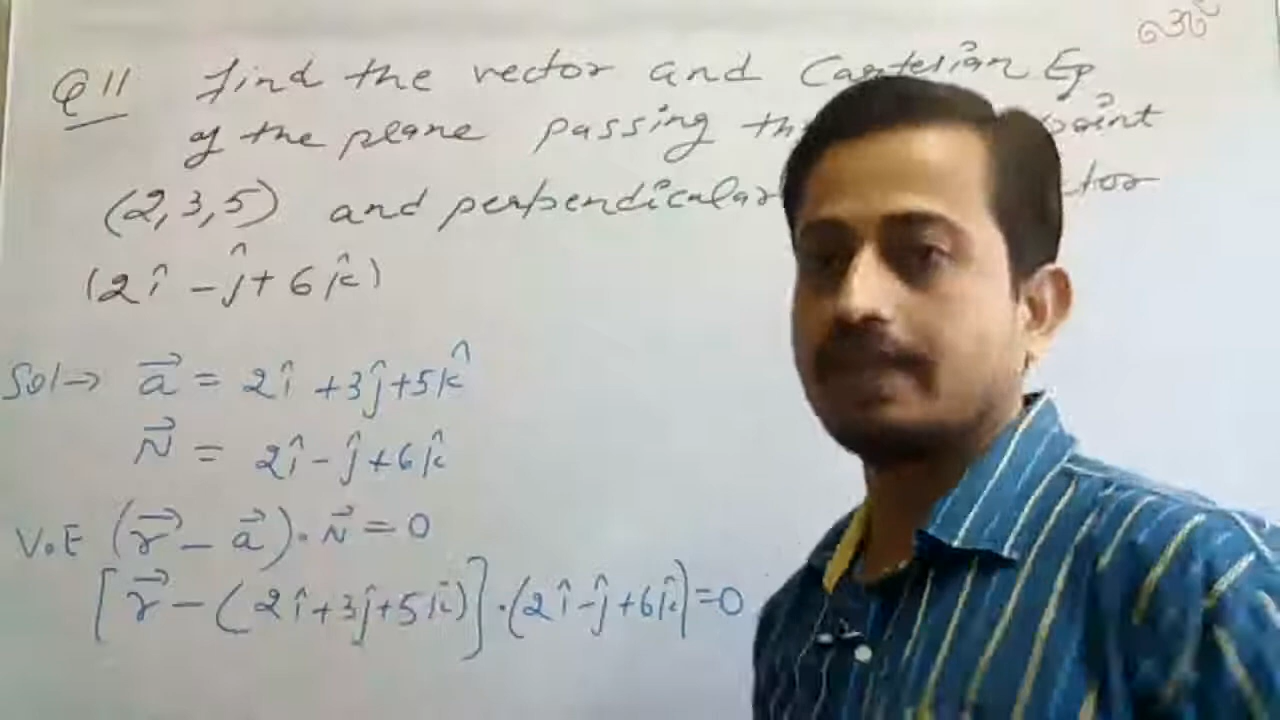 Q11 find the vector and Cartesian Eq
of the plane passing th point
(2,3,5) and perpendicular
(2î - ĵ + 6k̂)
Sol→ a⃗ = 2î + 3ĵ + 5k̂
N⃗ = 2î - ĵ + 6k̂
V.E (r⃗ - a⃗) · N⃗ = 0
[r⃗ - (2î + 3ĵ + 5k̂)] · (2î - ĵ + 6k̂) = 0